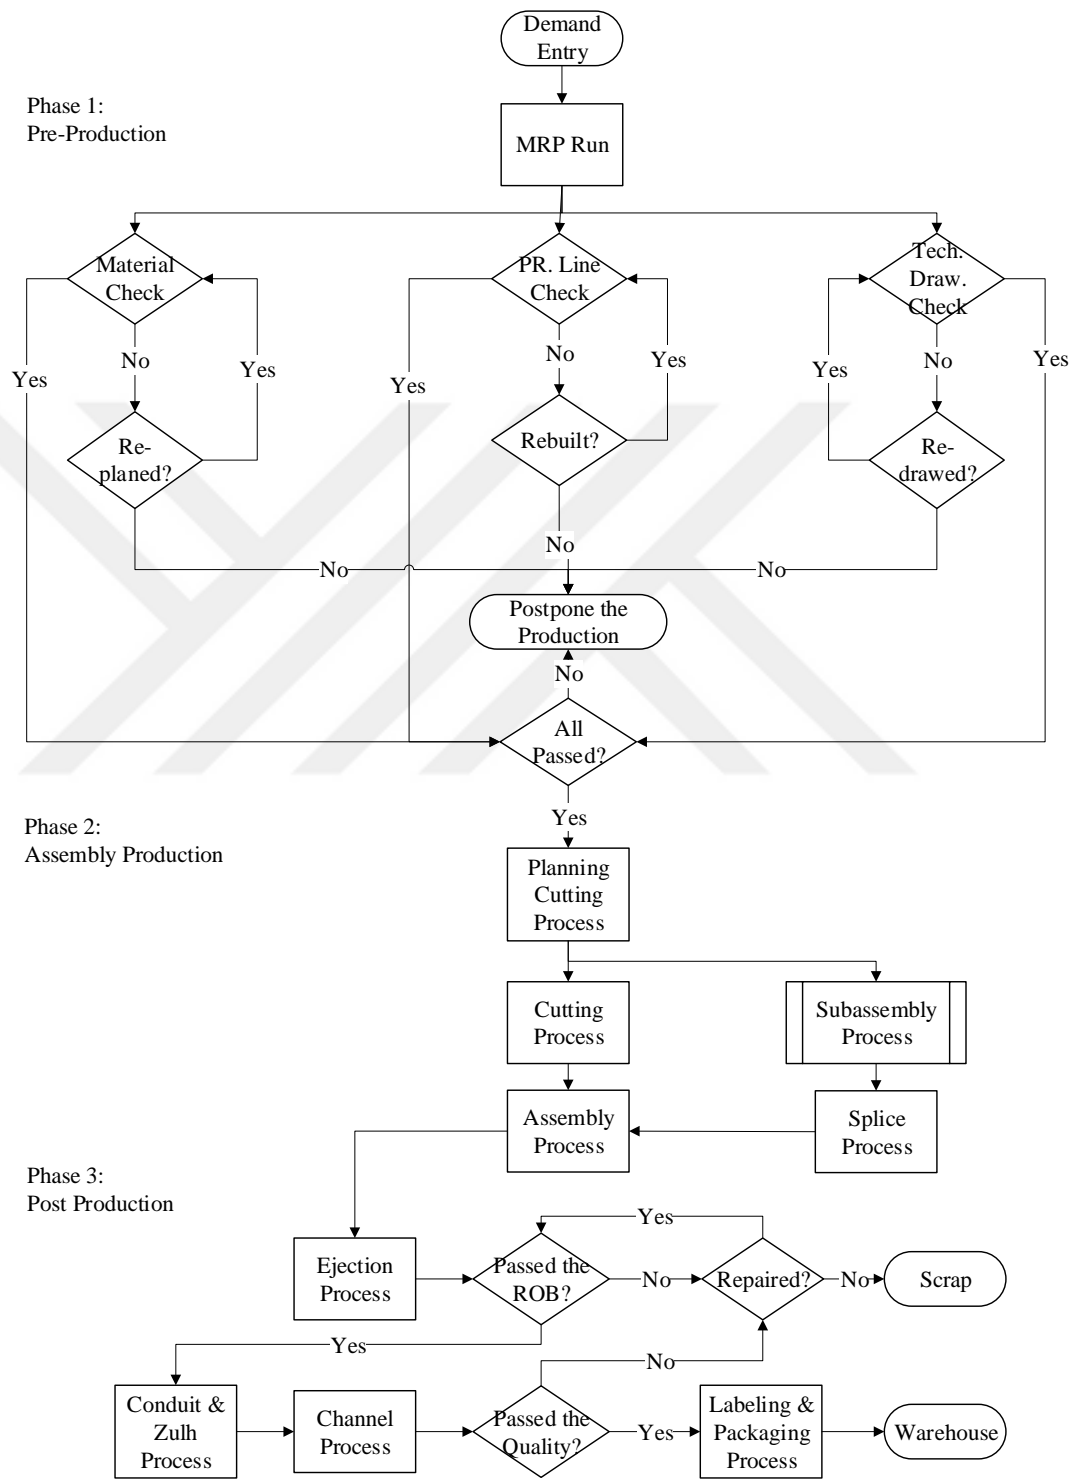 Demand
Entry
Phase 1:
Pre-Production
MRP Run
Material
Check
PR. Line
Check
Tech.
Draw.
Check
No
No
No
Yes
Yes
Yes
Yes
Yes
Yes
Re-
planed?
Rebuilt?
Re-
drawed?
No
No
No
Postpone the
Production
No
All
Passed?
Yes
Phase 2:
Assembly Production
Planning
Cutting
Process
Cutting
Process
Subassembly
Process
Assembly
Process
Splice
Process
Phase 3:
Post Production
Yes
Ejection
Process
Passed the
ROB?
No
Repaired?
No
Scrap
Yes
No
Conduit &
Zulh
Process
Channel
Process
Passed the
Quality?
Yes
Labeling &
Packaging
Process
Warehouse